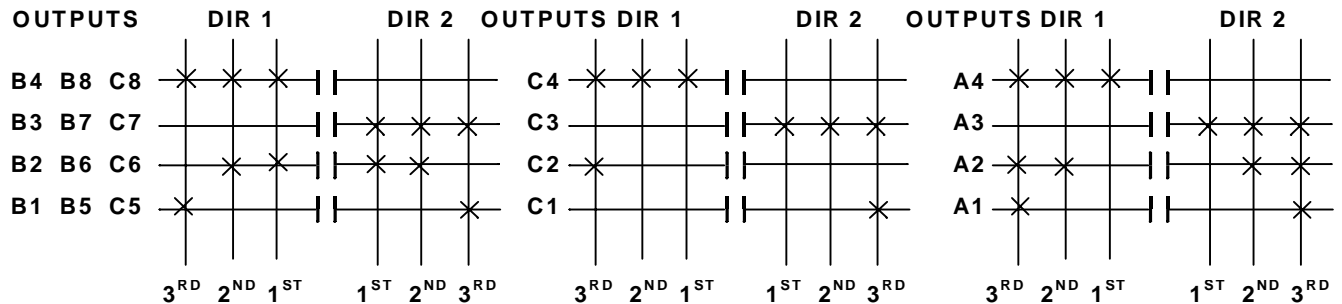 OUTPUTS DIR 1 DIR 2 OUTPUTS DIR 1 DIR 2 OUTPUTS DIR 1 DIR 2
B4 B8 C8 C4 A4
B3 B7 C7 C3 A3
B2 B6 C6 C2 A2
B1 B5 C5 C1 A1
3RD 2ND 1ST 1ST 2ND 3RD 3RD 2ND 1ST 1ST 2ND 3RD 3RD 2ND 1ST 1ST 2ND 3RD